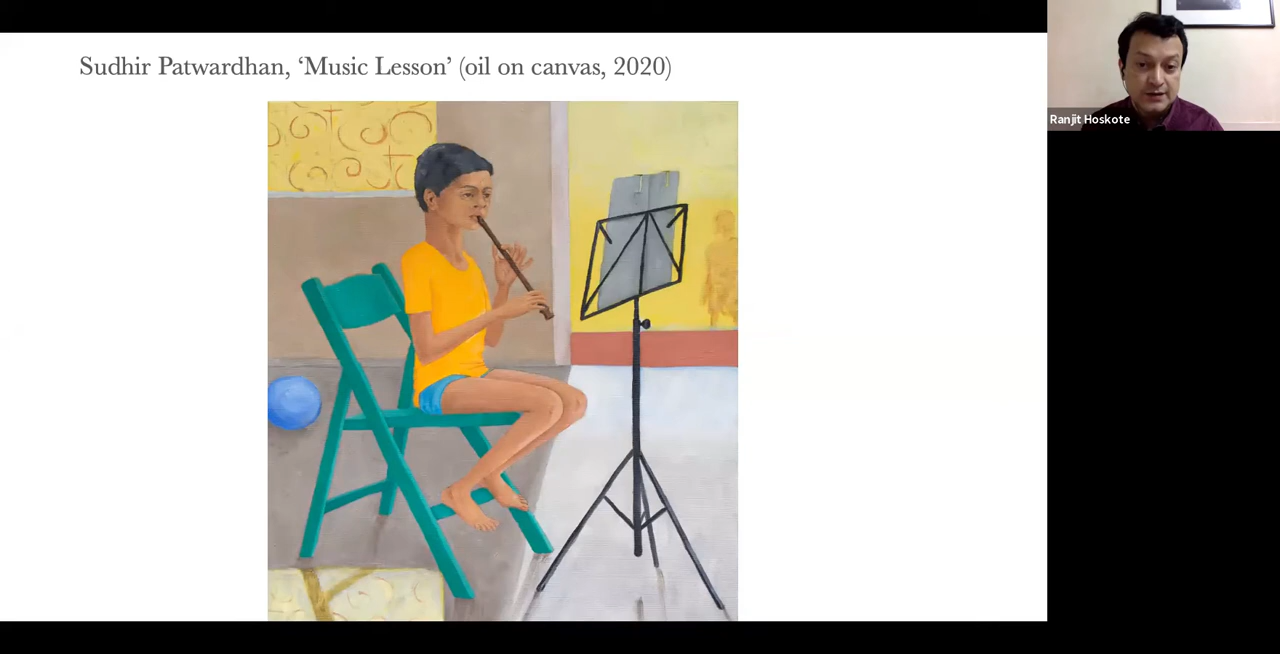 Sudhir Patwardhan, ‘Music Lesson’ (oil on canvas, 2020)
Ranjit Hoskote